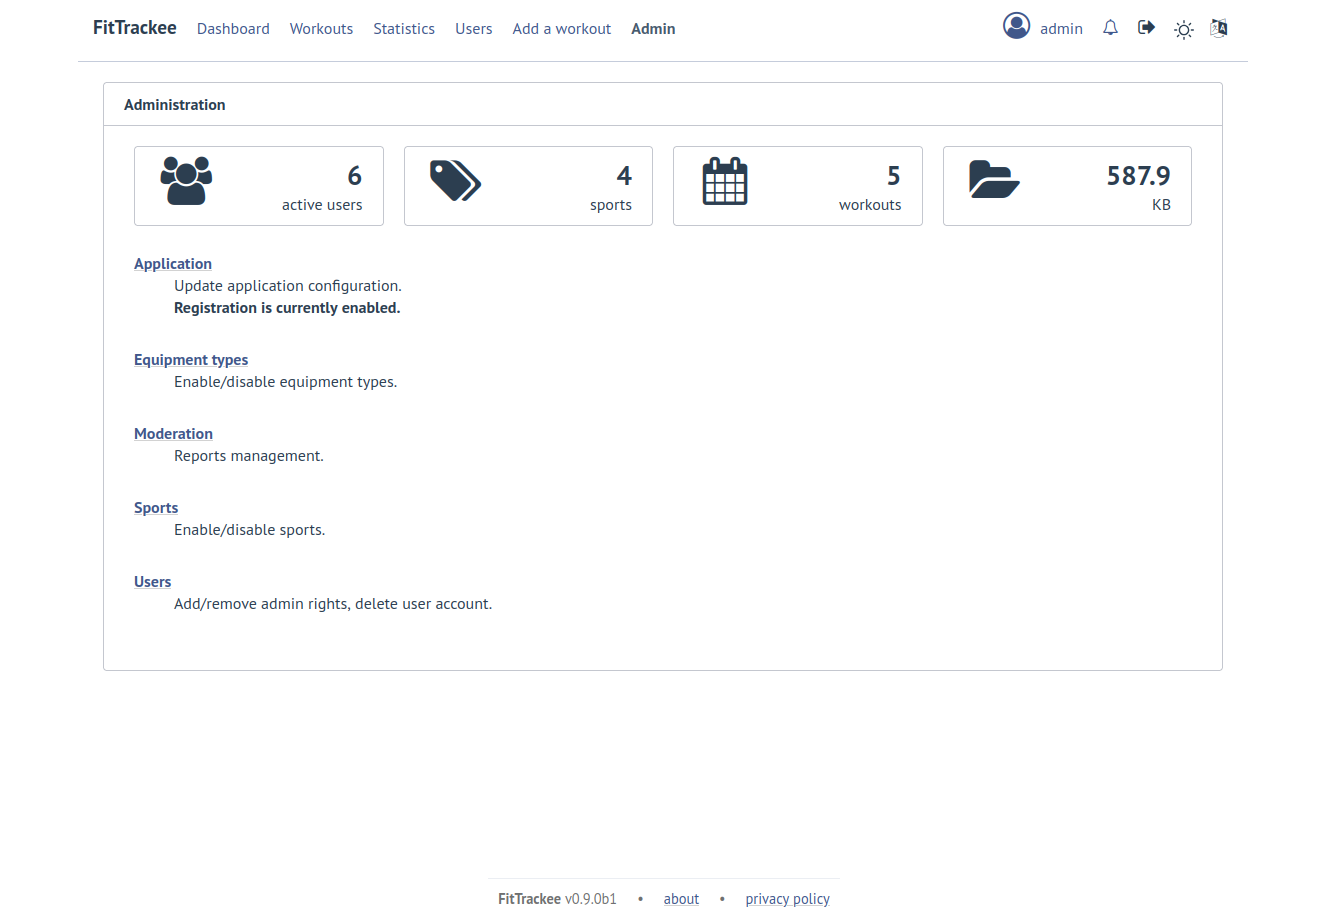 FitTrackee Dashboard Workouts Statistics Users Add a workout Admin admin
Administration
6
active users
4
sports
5
workouts
587.9
KB
Application
Update application configuration.
Registration is currently enabled.
Equipment types
Enable/disable equipment types.
Moderation
Reports management.
Sports
Enable/disable sports.
Users
Add/remove admin rights, delete user account.
FitTrackee v0.9.0b1 • about • privacy policy